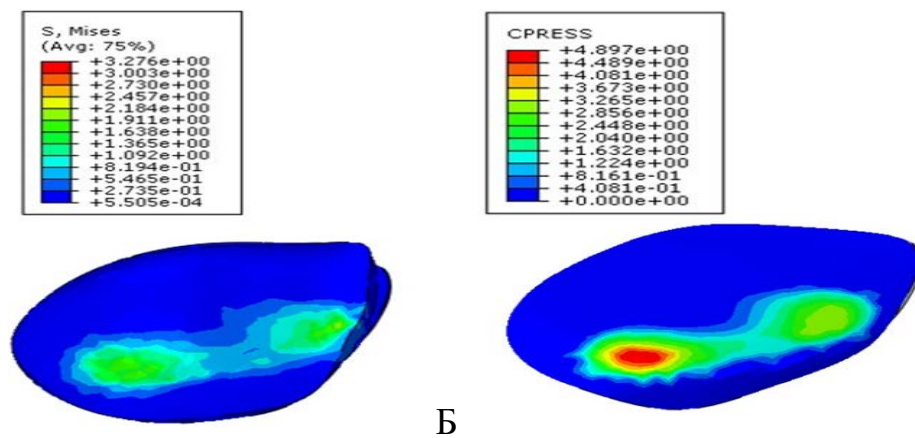 S, Mises
(Avg: 75%)
+3.276e+00
+3.003e+00
+2.730e+00
+2.457e+00
+2.184e+00
+1.911e+00
+1.638e+00
+1.365e+00
+1.092e+00
+8.194e-01
+5.465e-01
+2.735e-01
+5.505e-04
CPRESS
+4.897e+00
+4.489e+00
+4.081e+00
+3.673e+00
+3.265e+00
+2.856e+00
+2.448e+00
+2.040e+00
+1.632e+00
+1.224e+00
+8.161e-01
+4.081e-01
+0.000e+00
Б